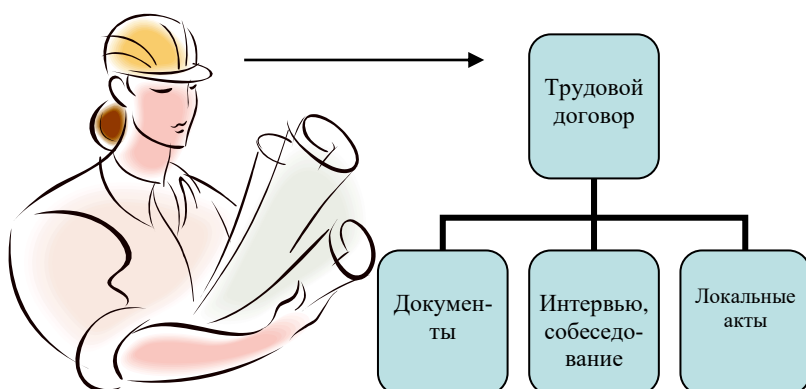 Трудовой
договор
Докумен-
ты
Интервью,
собеседо-
вание
Локальные
акты